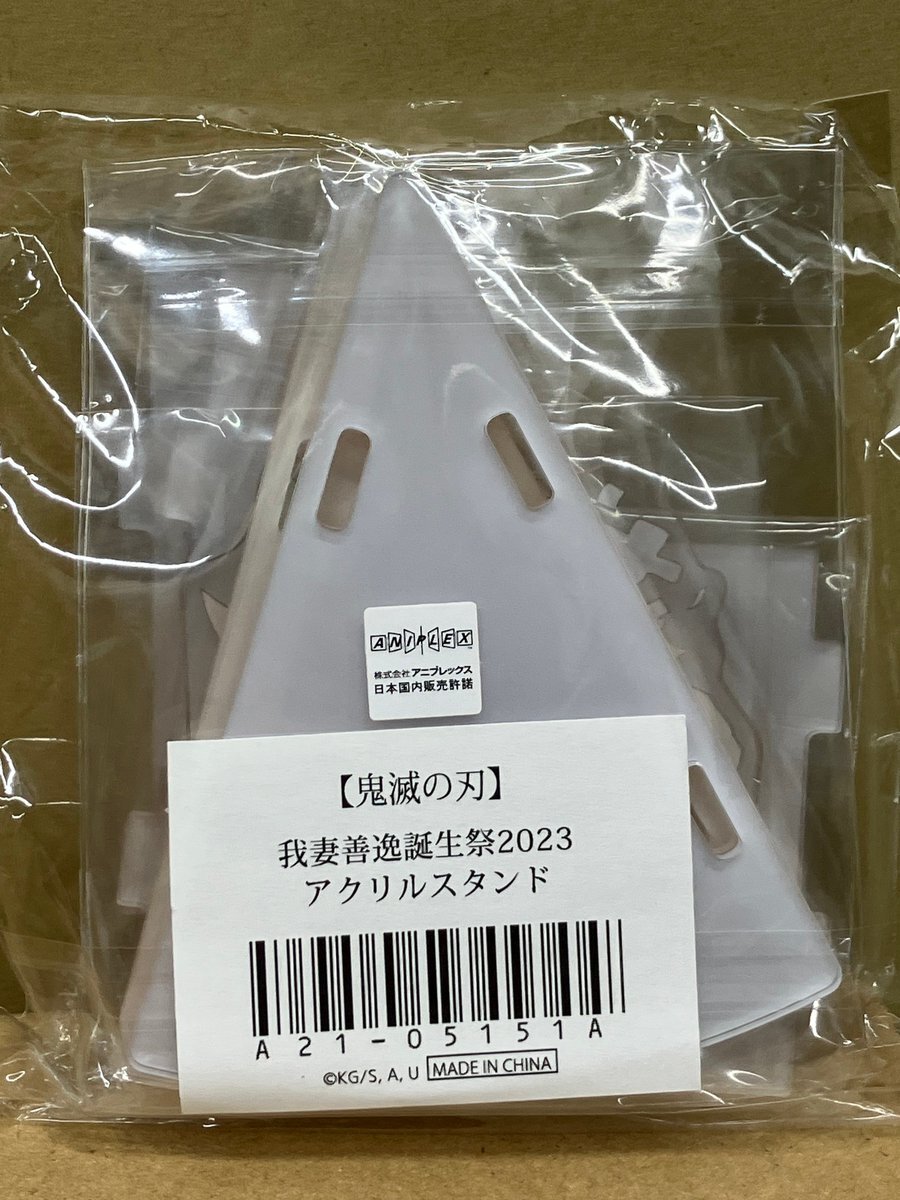 ANIPLEX™
株式会社 アニプレックス
日本国内販売許諾
【鬼滅の刃】
我妻善逸誕生祭2023
アクリルスタンド
A 21-05151A
©KG/S, A, U MADE IN CHINA